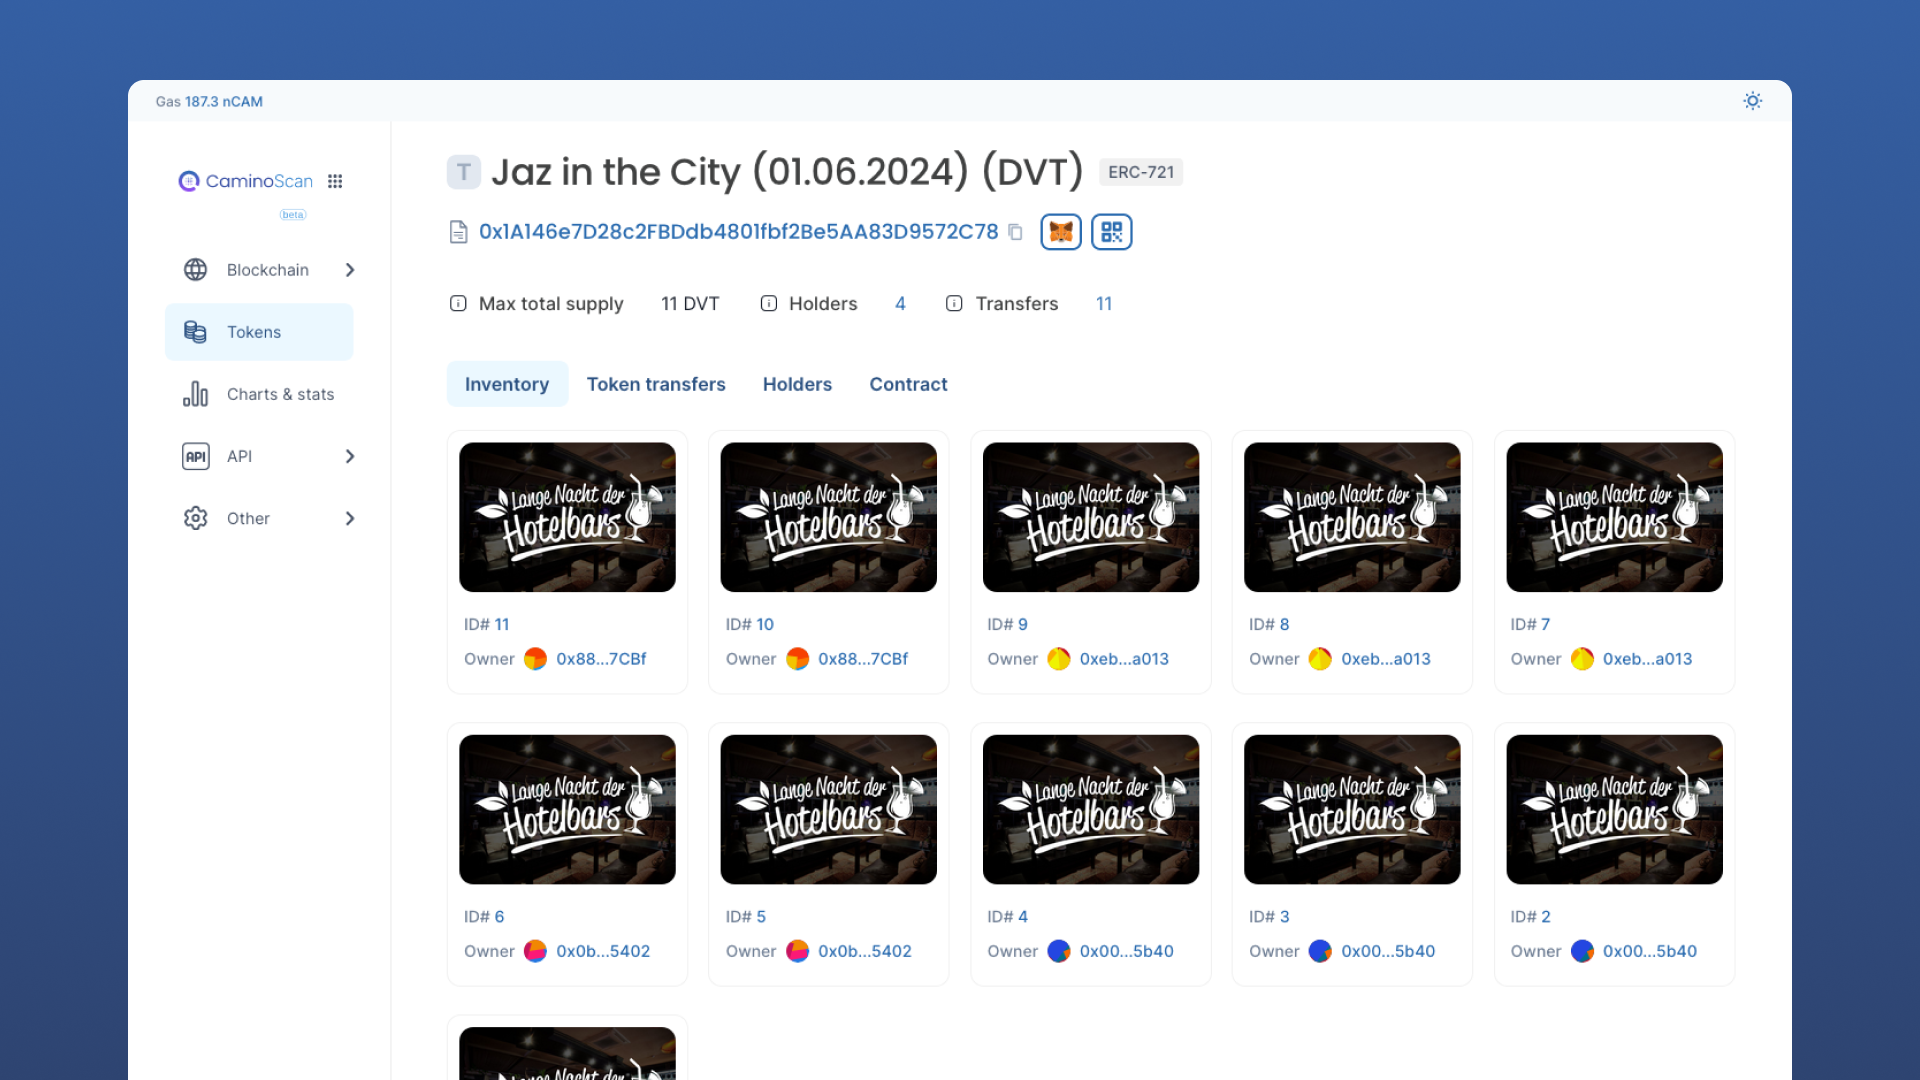 Gas 187.3 nCAM
CaminoScan
beta
Blockchain
Tokens
Charts & stats
API API
Other
T Jaz in the City (01.06.2024) (DVT) ERC-721
0x1A146e7D28c2FBDdb4801fbf2Be5AA83D9572C78
Max total supply 11 DVT Holders 4 Transfers 11
Inventory Token transfers Holders Contract
Lange Nacht der
Hotelbars
ID# 11
Owner 0x88...7CBf
Lange Nacht der
Hotelbars
ID# 10
Owner 0x88...7CBf
Lange Nacht der
Hotelbars
ID# 9
Owner 0xeb...a013
Lange Nacht der
Hotelbars
ID# 8
Owner 0xeb...a013
Lange Nacht der
Hotelbars
ID# 7
Owner 0xeb...a013
Lange Nacht der
Hotelbars
ID# 6
Owner 0x0b...5402
Lange Nacht der
Hotelbars
ID# 5
Owner 0x0b...5402
Lange Nacht der
Hotelbars
ID# 4
Owner 0x00...5b40
Lange Nacht der
Hotelbars
ID# 3
Owner 0x00...5b40
Lange Nacht der
Hotelbars
ID# 2
Owner 0x00...5b40
Lange Nacht der